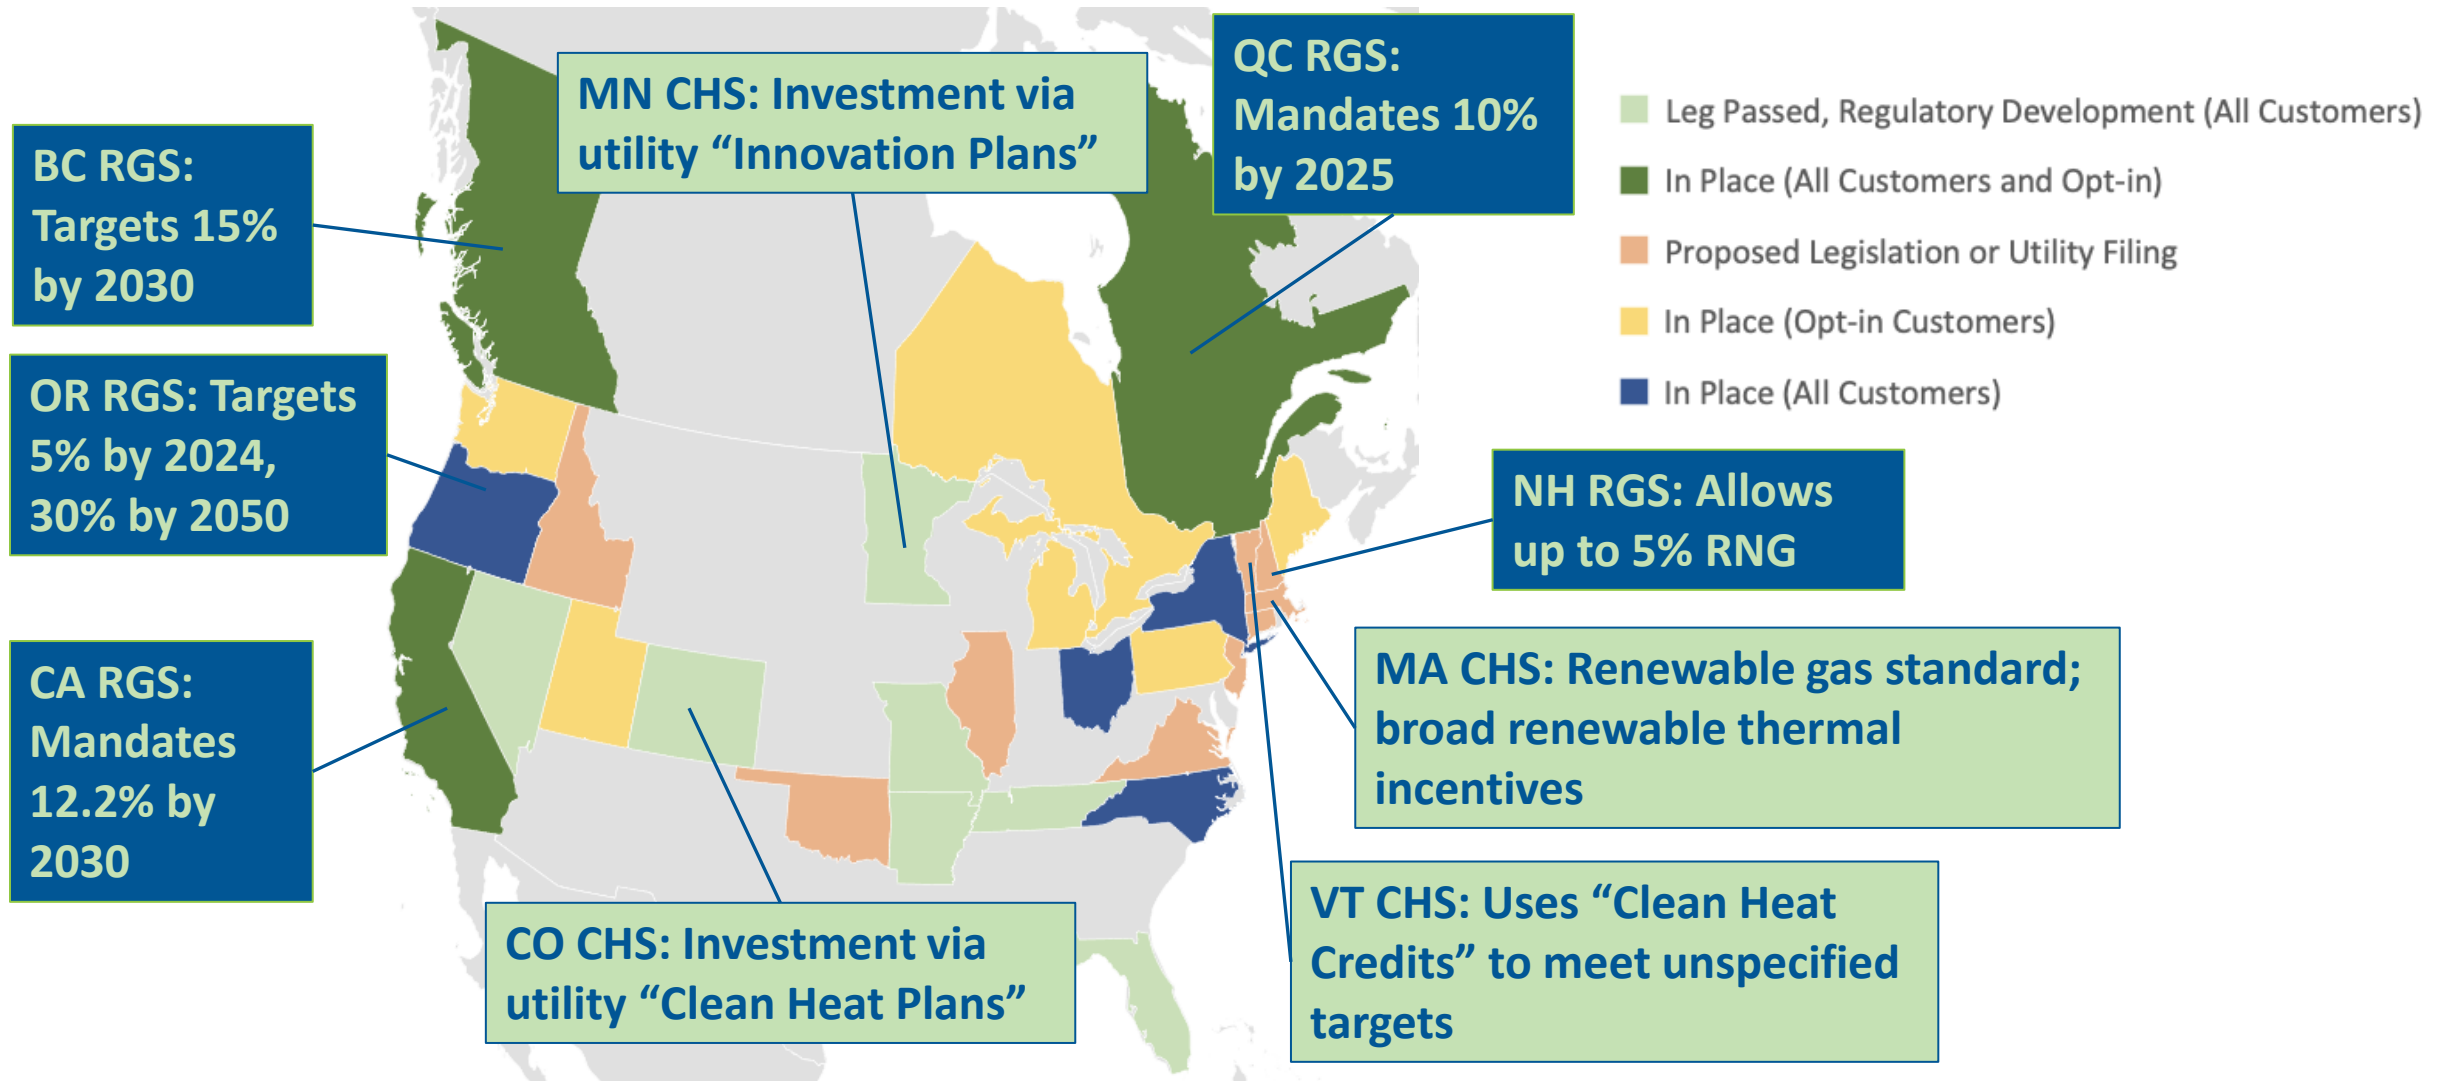 BC RGS:
Targets 15%
by 2030
OR RGS: Targets
5% by 2024,
30% by 2050
CA RGS:
Mandates
12.2% by
2030
MN CHS: Investment via
utility “Innovation Plans”
CO CHS: Investment via
utility “Clean Heat Plans”
QC RGS:
Mandates 10%
by 2025
Leg Passed, Regulatory Development (All Customers)
In Place (All Customers and Opt-in)
Proposed Legislation or Utility Filing
In Place (Opt-in Customers)
In Place (All Customers)
NH RGS: Allows
up to 5% RNG
MA CHS: Renewable gas standard;
broad renewable thermal
incentives
VT CHS: Uses “Clean Heat
Credits” to meet unspecified
targets